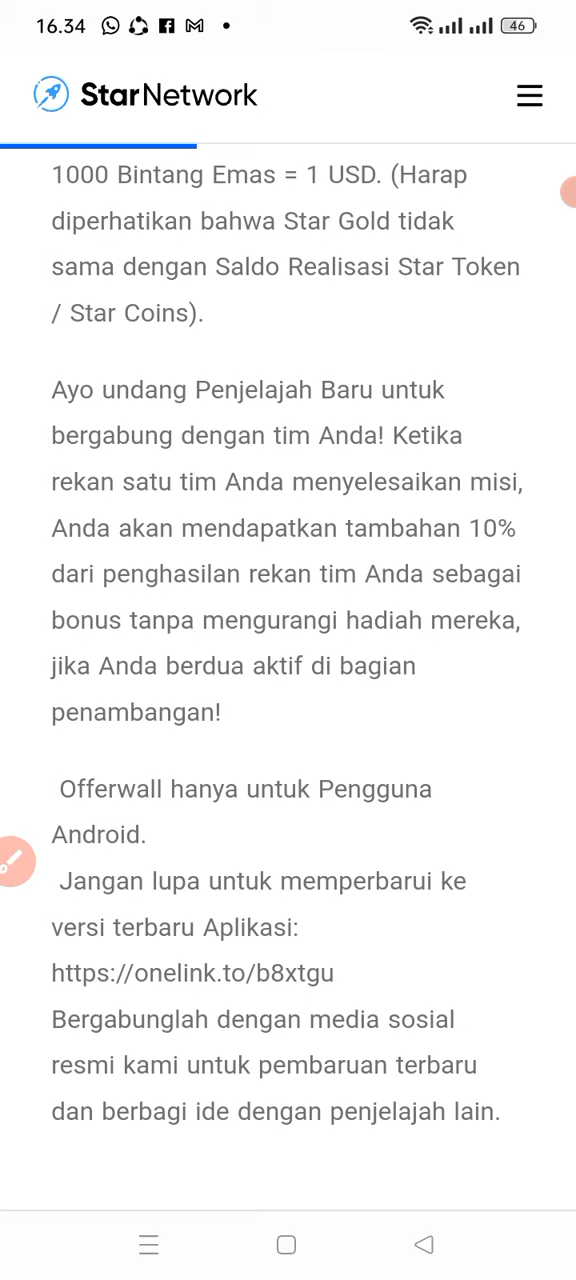 16.34
46
StarNetwork
1000 Bintang Emas = 1 USD. (Harap
diperhatikan bahwa Star Gold tidak
sama dengan Saldo Realisasi Star Token
/ Star Coins).
Ayo undang Penjelajah Baru untuk
bergabung dengan tim Anda! Ketika
rekan satu tim Anda menyelesaikan misi,
Anda akan mendapatkan tambahan 10%
dari penghasilan rekan tim Anda sebagai
bonus tanpa mengurangi hadiah mereka,
jika Anda berdua aktif di bagian
penambangan!
Offerwall hanya untuk Pengguna
Android.
Jangan lupa untuk memperbarui ke
versi terbaru Aplikasi:
https://onelink.to/b8xtgu
Bergabunglah dengan media sosial
resmi kami untuk pembaruan terbaru
dan berbagi ide dengan penjelajah lain.